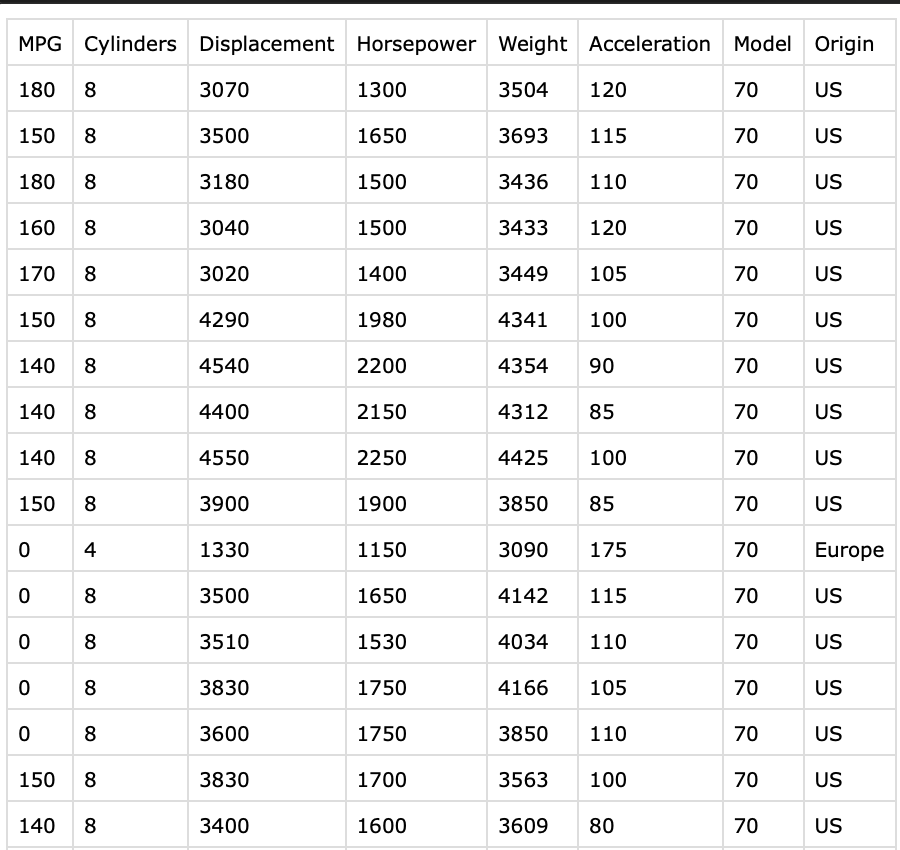 MPG Cylinders Displacement Horsepower Weight Acceleration Model Origin
180 8 3070 1300 3504 120 70 US
150 8 3500 1650 3693 115 70 US
180 8 3180 1500 3436 110 70 US
160 8 3040 1500 3433 120 70 US
170 8 3020 1400 3449 105 70 US
150 8 4290 1980 4341 100 70 US
140 8 4540 2200 4354 90 70 US
140 8 4400 2150 4312 85 70 US
140 8 4550 2250 4425 100 70 US
150 8 3900 1900 3850 85 70 US
0 4 1330 1150 3090 175 70 Europe
0 8 3500 1650 4142 115 70 US
0 8 3510 1530 4034 110 70 US
0 8 3830 1750 4166 105 70 US
0 8 3600 1750 3850 110 70 US
150 8 3830 1700 3563 100 70 US
140 8 3400 1600 3609 80 70 US